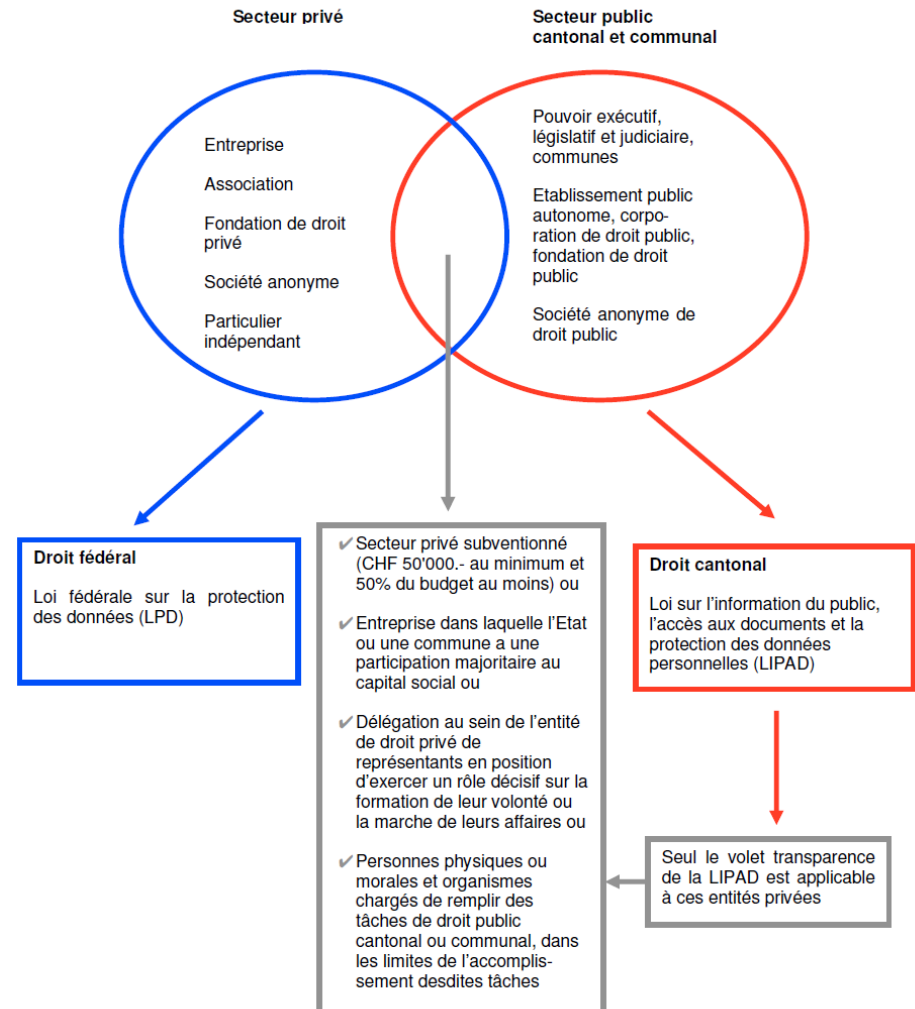 Secteur privé
Secteur public
cantonal et communal
Entreprise
Association
Fondation de droit
privé
Société anonyme
Particulier
indépendant
Pouvoir exécutif,
législatif et judiciaire,
communes
Etablissement public
autonome, corpo-
ration de droit public,
fondation de droit
public
Société anonyme de
droit public
Droit fédéral
Loi fédérale sur la protection
des données (LPD)
✔Secteur privé subventionné
(CHF 50'000.- au minimum et
50% du budget au moins) ou
✔Entreprise dans laquelle l'Etat
ou une commune a une
participation majoritaire au
capital social ou
✔Délégation au sein de l'entité
de droit privé de
représentants en position
d'exercer un rôle décisif sur la
formation de leur volonté ou
la marche de leurs affaires ou
✔Personnes physiques ou
morales et organismes
chargés de remplir des
tâches de droit public
cantonal ou communal, dans
les limites de l'accomplis-
sement desdites tâches
Droit cantonal
Loi sur l'information du public,
l'accès aux documents et la
protection des données
personnelles (LIPAD)
Seul le volet transparence
de la LIPAD est applicable
à ces entités privées